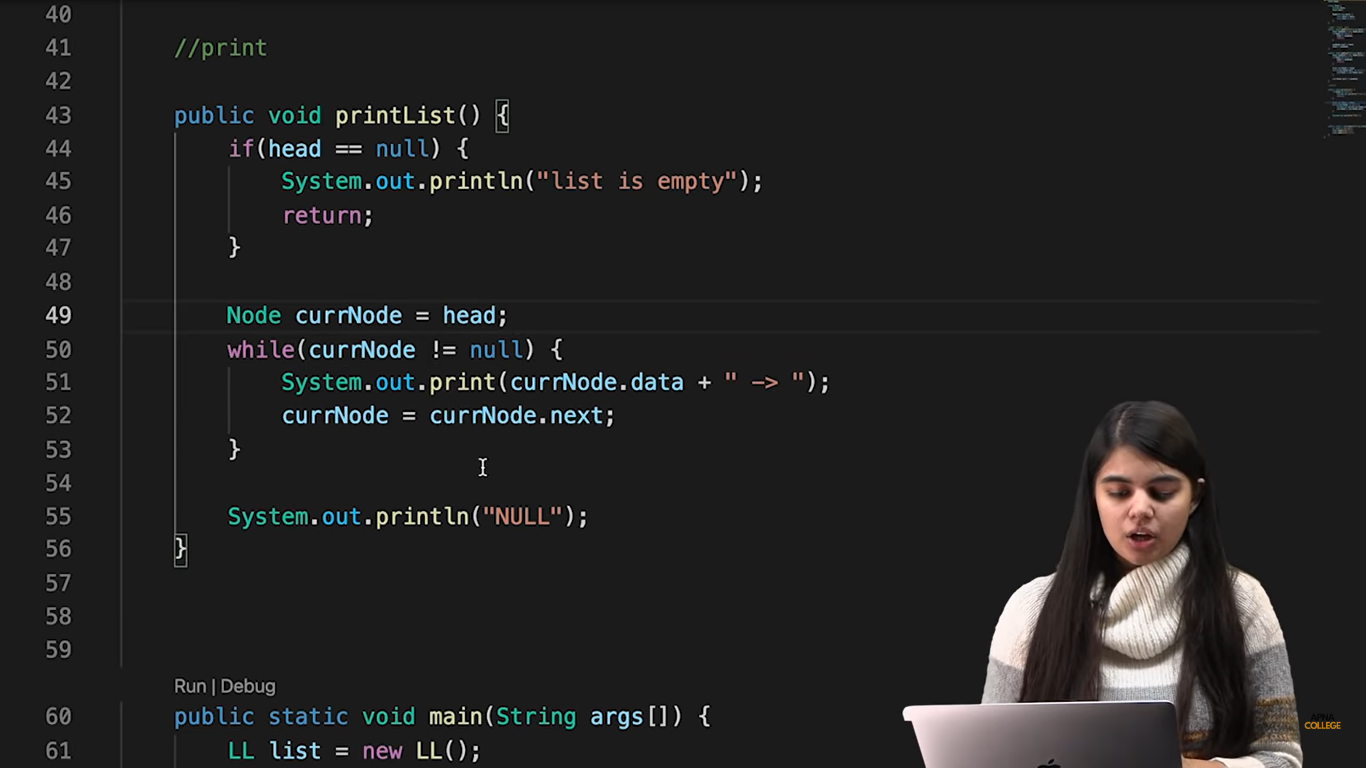 40
41 //print
42
43 public void printList() {
44 if(head == null) {
45 System.out.println("list is empty");
46 return;
47 }
48
49 Node currNode = head;
50 while(currNode != null) {
51 System.out.print(currNode.data + " -> ");
52 currNode = currNode.next;
53 }
54
55 System.out.println("NULL");
56 }
57
58
59
Run | Debug
60 public static void main(String args[]) {
61 LL list = new LL();
APNA
COLLEGE